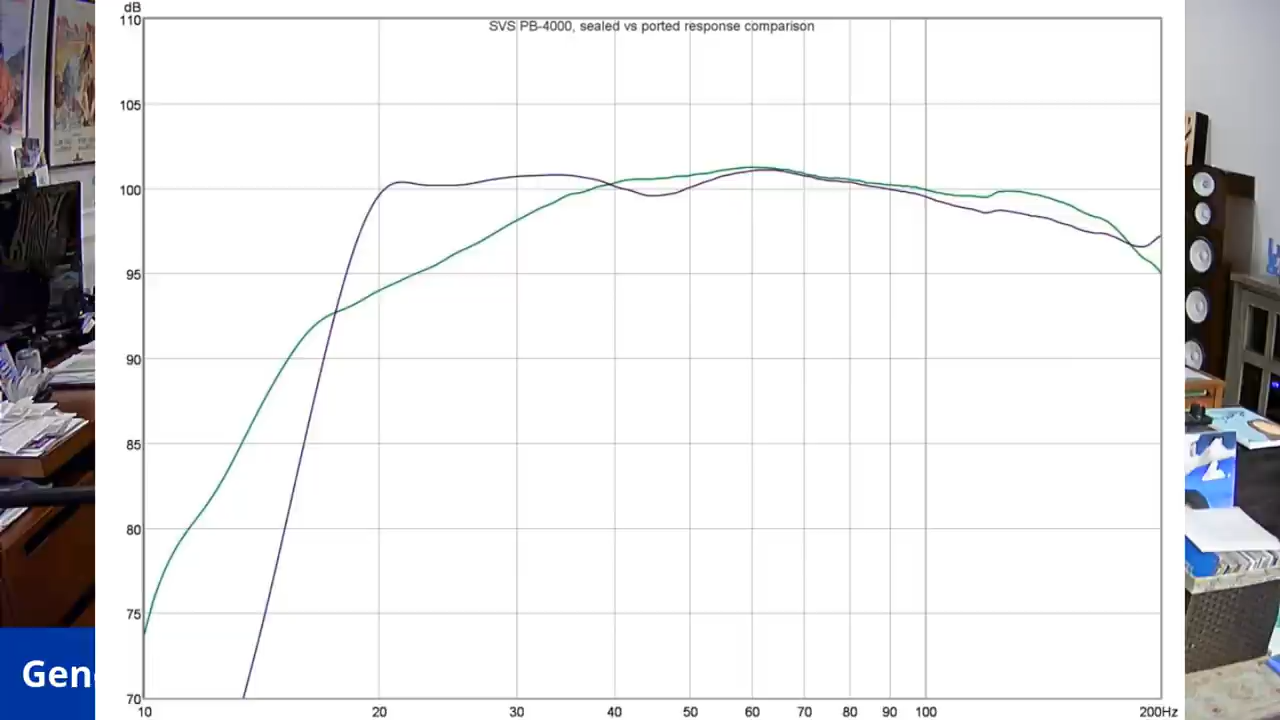 dB
SVS PB-4000, sealed vs ported response comparison
110
105
100
95
90
85
80
75
70
10 20 30 40 50 60 70 80 90 100 200Hz
Gen